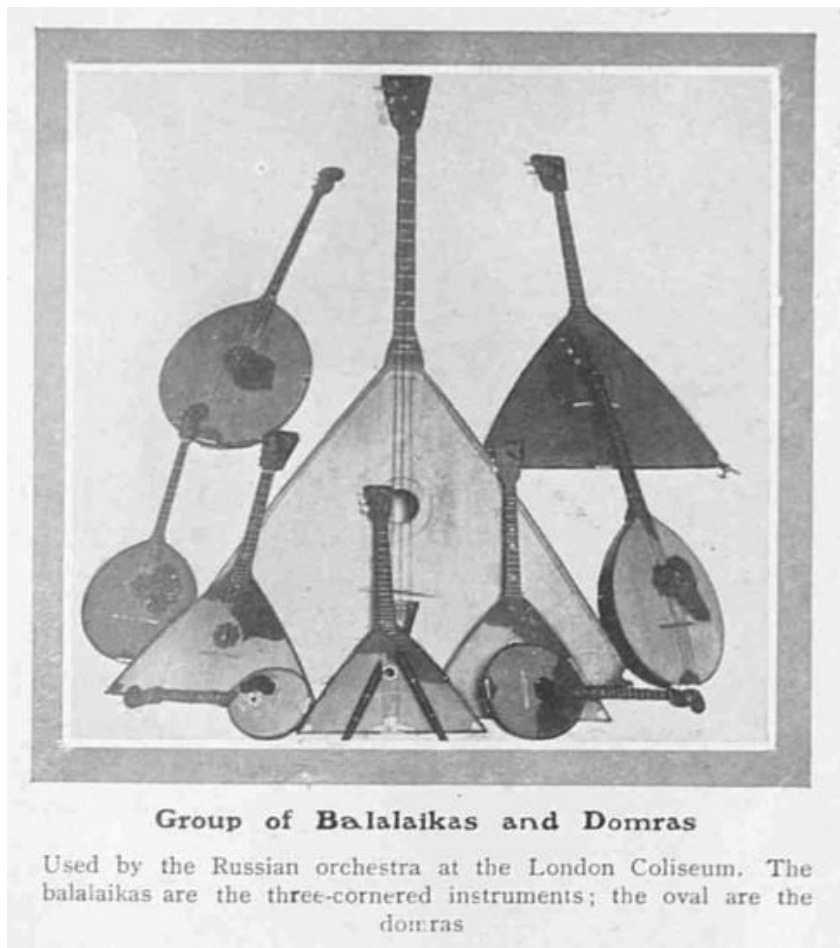 Group of Balalaikas and Domras
Used by the Russian orchestra at the London Coliseum. The
balalaikas are the three-cornered instruments; the oval are the
domras